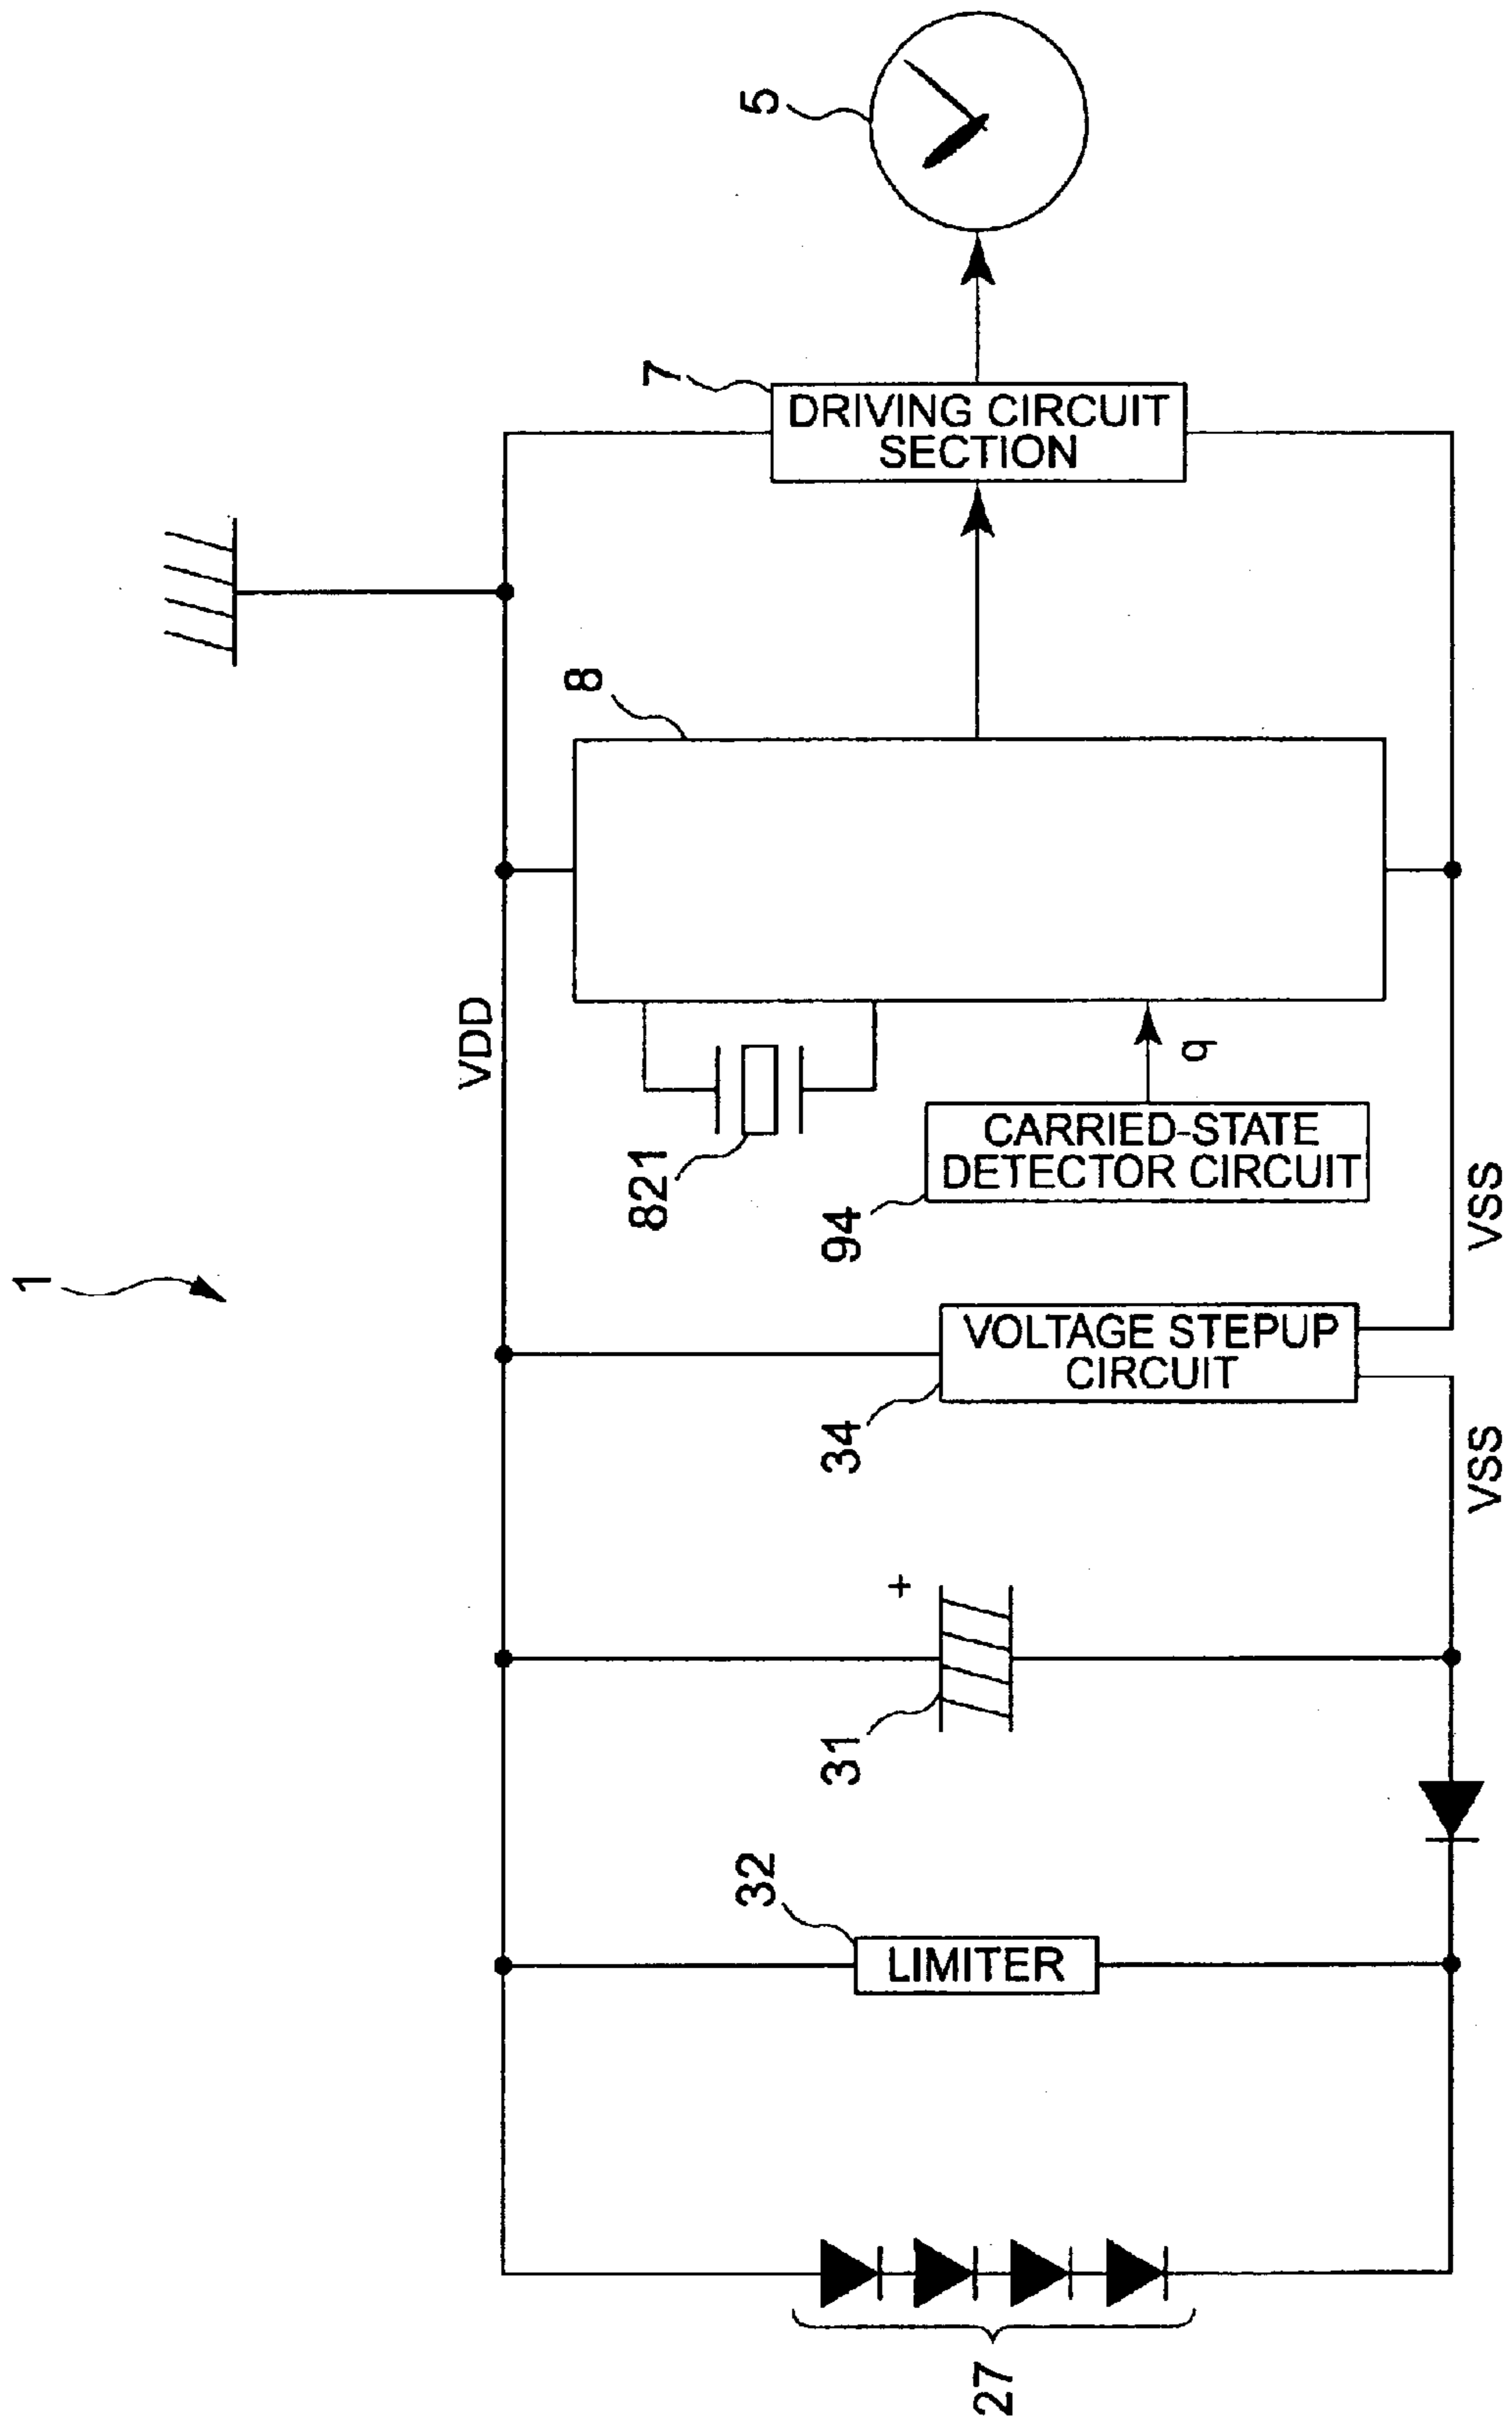 1
VDD
8
821
7
5
32
31
34
94
LIMITER
+
VOLTAGE STEPUP
CIRCUIT
CARRIED-STATE
DETECTOR CIRCUIT
DRIVING CIRCUIT
SECTION
27
q
VSS
VSS